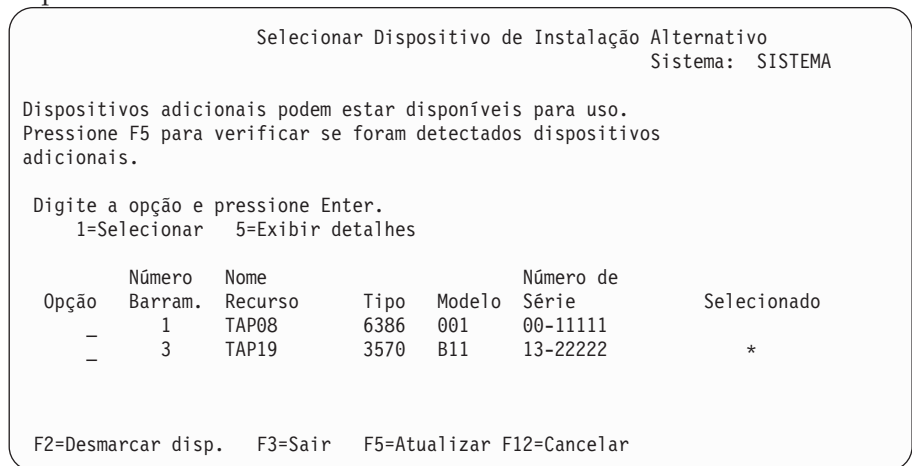 Selecionar Dispositivo de Instalação Alternativo
Sistema: SISTEMA
Dispositivos adicionais podem estar disponíveis para uso.
Pressione F5 para verificar se foram detectados dispositivos
adicionais.
Digite a opção e pressione Enter.
1=Selecionar 5=Exibir detalhes
Número Nome Número de
Opção Barram. Recurso Tipo Modelo Série Selecionado
_ 1 TAP08 6386 001 00-11111
_ 3 TAP19 3570 B11 13-22222 *
F2=Desmarcar disp. F3=Sair F5=Atualizar F12=Cancelar